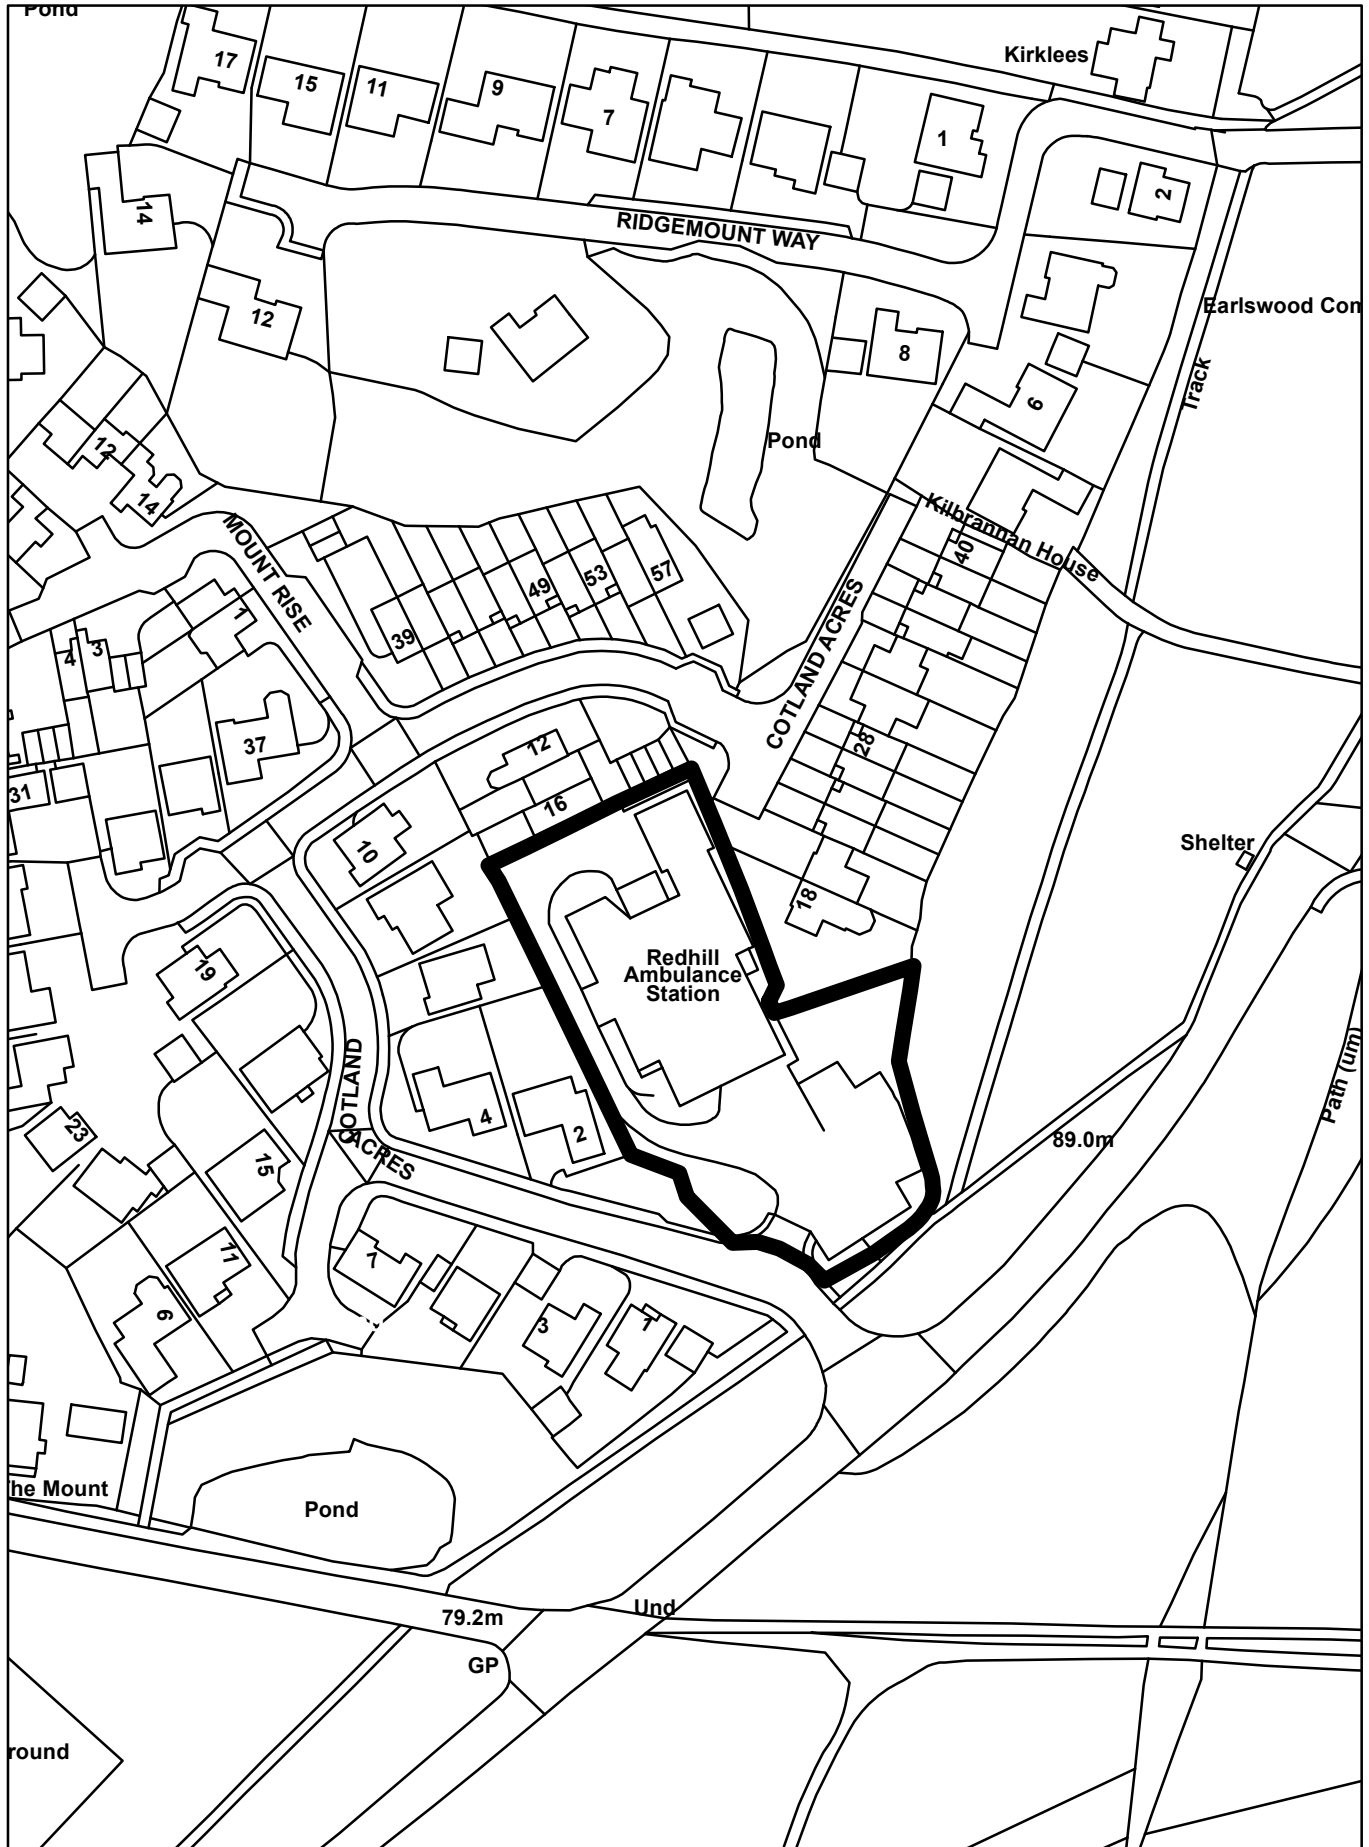 Pond
17
15
11
9
7
Kirklees
1
2
14
RIDGEMOUNT WAY
12
Earlswood Com
8
Track
6
12
Pond
14
Kilbrannan House
MOUNT RISE
40
49
53
57
1
39
4
3
COTLAND ACRES
37
12
28
31
16
10
Shelter
18
Redhill
Ambulance
Station
19
Path (um)
COTLAND
ACRES
4
2
23
89.0m
15
11
7
6
3
1
The Mount
Pond
79.2m
Und
GP
round